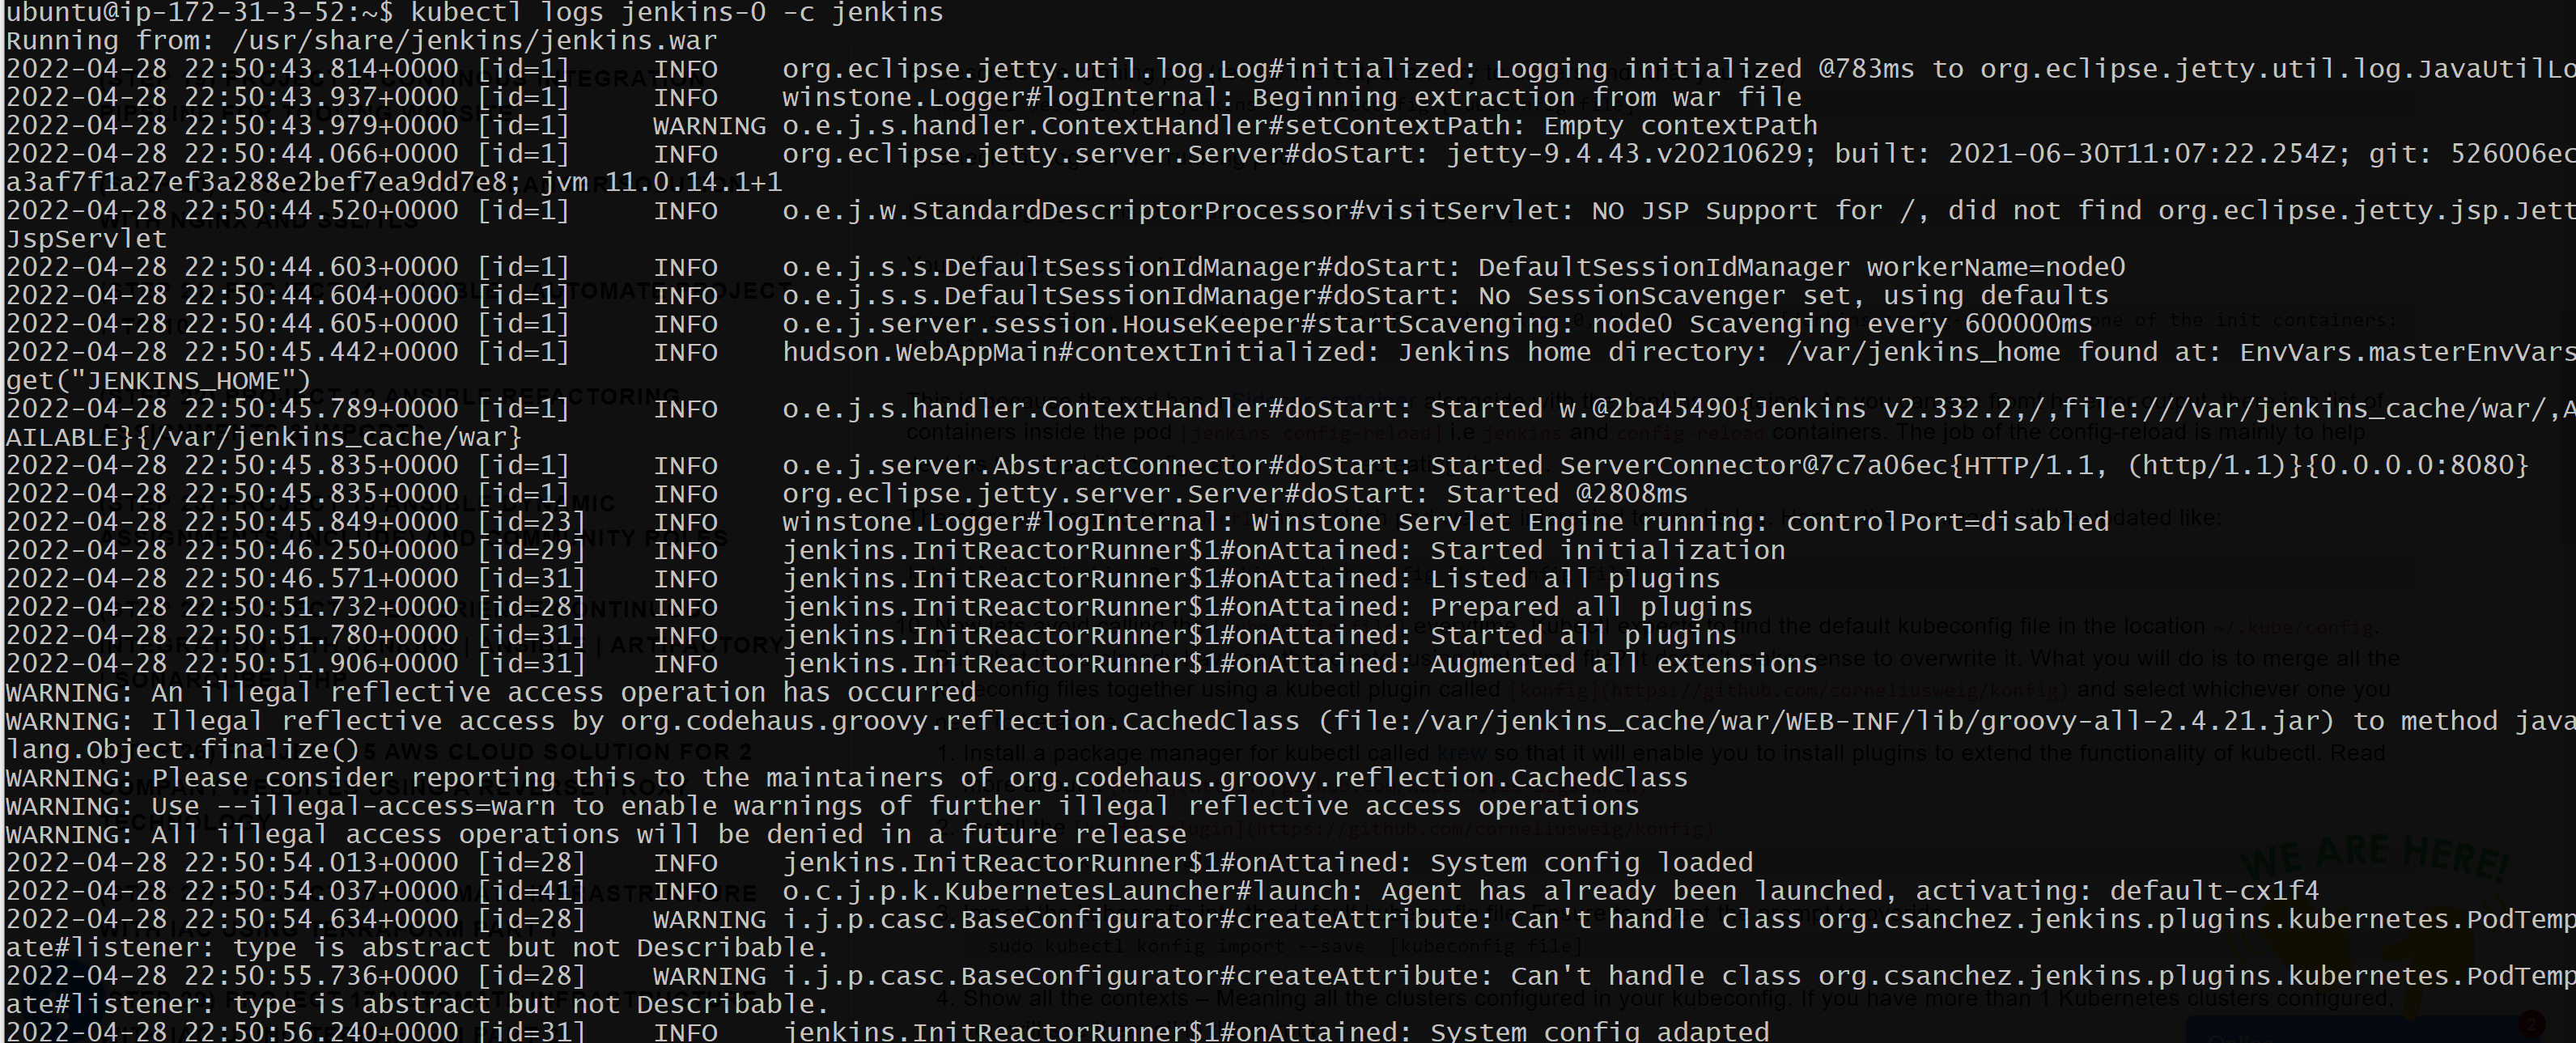 ubuntu@ip-172-31-3-52:~$ kubectl logs jenkins-0 -c jenkins
Running from: /usr/share/jenkins/jenkins.war
2022-04-28 22:50:43.814+0000 [id=1]     INFO    org.eclipse.jetty.util.log.Log#initialized: Logging initialized @783ms to org.eclipse.jetty.util.log.JavaUtilLo
2022-04-28 22:50:43.937+0000 [id=1]     INFO    winstone.Logger#logInternal: Beginning extraction from war file
2022-04-28 22:50:43.979+0000 [id=1]     WARNING o.e.j.s.handler.ContextHandler#setContextPath: Empty contextPath
2022-04-28 22:50:44.066+0000 [id=1]     INFO    org.eclipse.jetty.server.Server#doStart: jetty-9.4.43.v20210629; built: 2021-06-30T11:07:22.254Z; git: 526006ec
a3af7f1a27ef3a288e2bef7ea9dd7e8; jvm 11.0.14.1+1
2022-04-28 22:50:44.520+0000 [id=1]     INFO    o.e.j.w.StandardDescriptorProcessor#visitServlet: NO JSP Support for /, did not find org.eclipse.jetty.jsp.Jett
JspServlet
2022-04-28 22:50:44.603+0000 [id=1]     INFO    o.e.j.s.s.DefaultSessionIdManager#doStart: DefaultSessionIdManager workerName=node0
2022-04-28 22:50:44.604+0000 [id=1]     INFO    o.e.j.s.s.DefaultSessionIdManager#doStart: No SessionScavenger set, using defaults
2022-04-28 22:50:44.605+0000 [id=1]     INFO    o.e.j.server.session.HouseKeeper#startScavenging: node0 Scavenging every 600000ms
2022-04-28 22:50:45.442+0000 [id=1]     INFO    hudson.WebAppMain#contextInitialized: Jenkins home directory: /var/jenkins_home found at: EnvVars.masterEnvVars
get("JENKINS_HOME")
2022-04-28 22:50:45.789+0000 [id=1]     INFO    o.e.j.s.handler.ContextHandler#doStart: Started w.@2ba45490{Jenkins v2.332.2,/,file:///var/jenkins_cache/war/,A
AILABLE}{/var/jenkins_cache/war}
2022-04-28 22:50:45.835+0000 [id=1]     INFO    o.e.j.server.AbstractConnector#doStart: Started ServerConnector@7c7a06ec{HTTP/1.1, (http/1.1)}{0.0.0.0:8080}
2022-04-28 22:50:45.835+0000 [id=1]     INFO    org.eclipse.jetty.server.Server#doStart: Started @2808ms
2022-04-28 22:50:45.849+0000 [id=23]    INFO    winstone.Logger#logInternal: Winstone Servlet Engine running: controlPort=disabled
2022-04-28 22:50:46.250+0000 [id=29]    INFO    jenkins.InitReactorRunner$1#onAttained: Started initialization
2022-04-28 22:50:46.571+0000 [id=31]    INFO    jenkins.InitReactorRunner$1#onAttained: Listed all plugins
2022-04-28 22:50:51.732+0000 [id=28]    INFO    jenkins.InitReactorRunner$1#onAttained: Prepared all plugins
2022-04-28 22:50:51.780+0000 [id=31]    INFO    jenkins.InitReactorRunner$1#onAttained: Started all plugins
2022-04-28 22:50:51.906+0000 [id=31]    INFO    jenkins.InitReactorRunner$1#onAttained: Augmented all extensions
WARNING: An illegal reflective access operation has occurred
WARNING: Illegal reflective access by org.codehaus.groovy.reflection.CachedClass (file:/var/jenkins_cache/war/WEB-INF/lib/groovy-all-2.4.21.jar) to method java
lang.Object.finalize()
WARNING: Please consider reporting this to the maintainers of org.codehaus.groovy.reflection.CachedClass
WARNING: Use --illegal-access=warn to enable warnings of further illegal reflective access operations
WARNING: All illegal access operations will be denied in a future release
2022-04-28 22:50:54.013+0000 [id=28]    INFO    jenkins.InitReactorRunner$1#onAttained: System config loaded
2022-04-28 22:50:54.037+0000 [id=41]    INFO    o.c.j.p.k.KubernetesLauncher#launch: Agent has already been launched, activating: default-cx1f4
2022-04-28 22:50:54.634+0000 [id=28]    WARNING i.j.p.casc.BaseConfigurator#createAttribute: Can't handle class org.csanchez.jenkins.plugins.kubernetes.PodTemp
ate#listener: type is abstract but not Describable.
2022-04-28 22:50:55.736+0000 [id=28]    WARNING i.j.p.casc.BaseConfigurator#createAttribute: Can't handle class org.csanchez.jenkins.plugins.kubernetes.PodTemp
ate#listener: type is abstract but not Describable.
2022-04-28 22:50:56.240+0000 [id=31]    INFO    jenkins.InitReactorRunner$1#onAttained: System config adapted